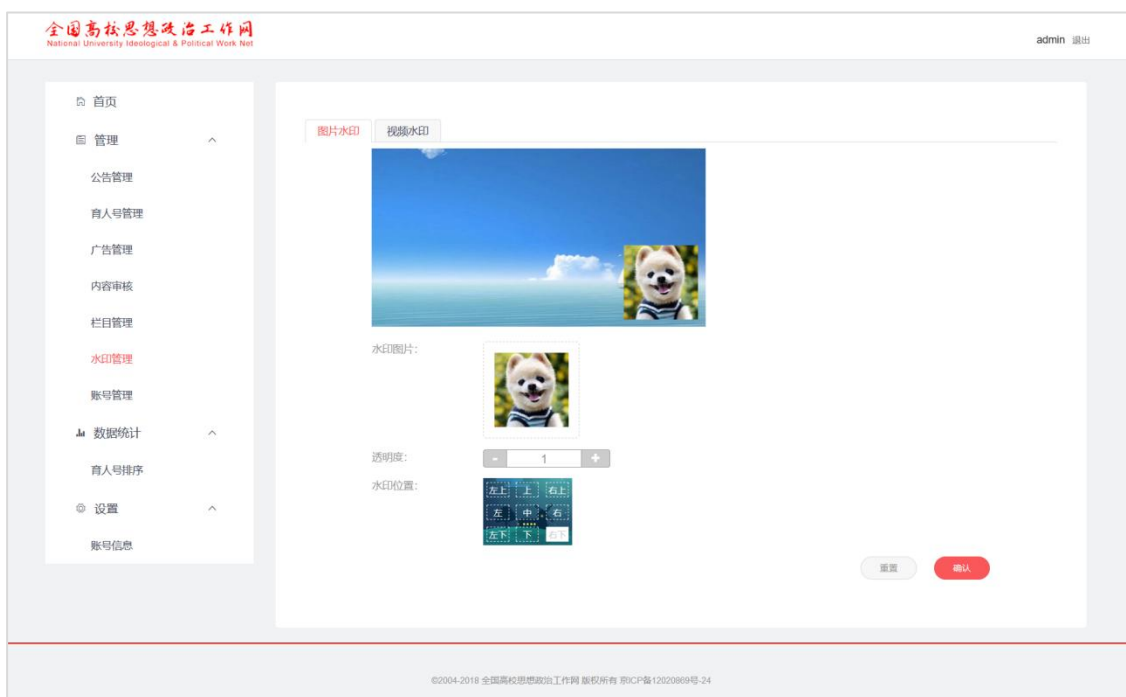 全国高校思想政治工作网
National University Ideological & Political Work Net
admin 退出
首页
管理
公告管理
育人号管理
广告管理
内容审核
栏目管理
水印管理
账号管理
数据统计
育人号排序
设置
账号信息
图片水印 视频水印
水印图片:
透明度: - 1 +
水印位置:
左上 上 右上
左 中 右
左下 下 右下
重置 确认
©2004-2018 全国高校思想政治工作网 版权所有 京ICP备12020869号-24